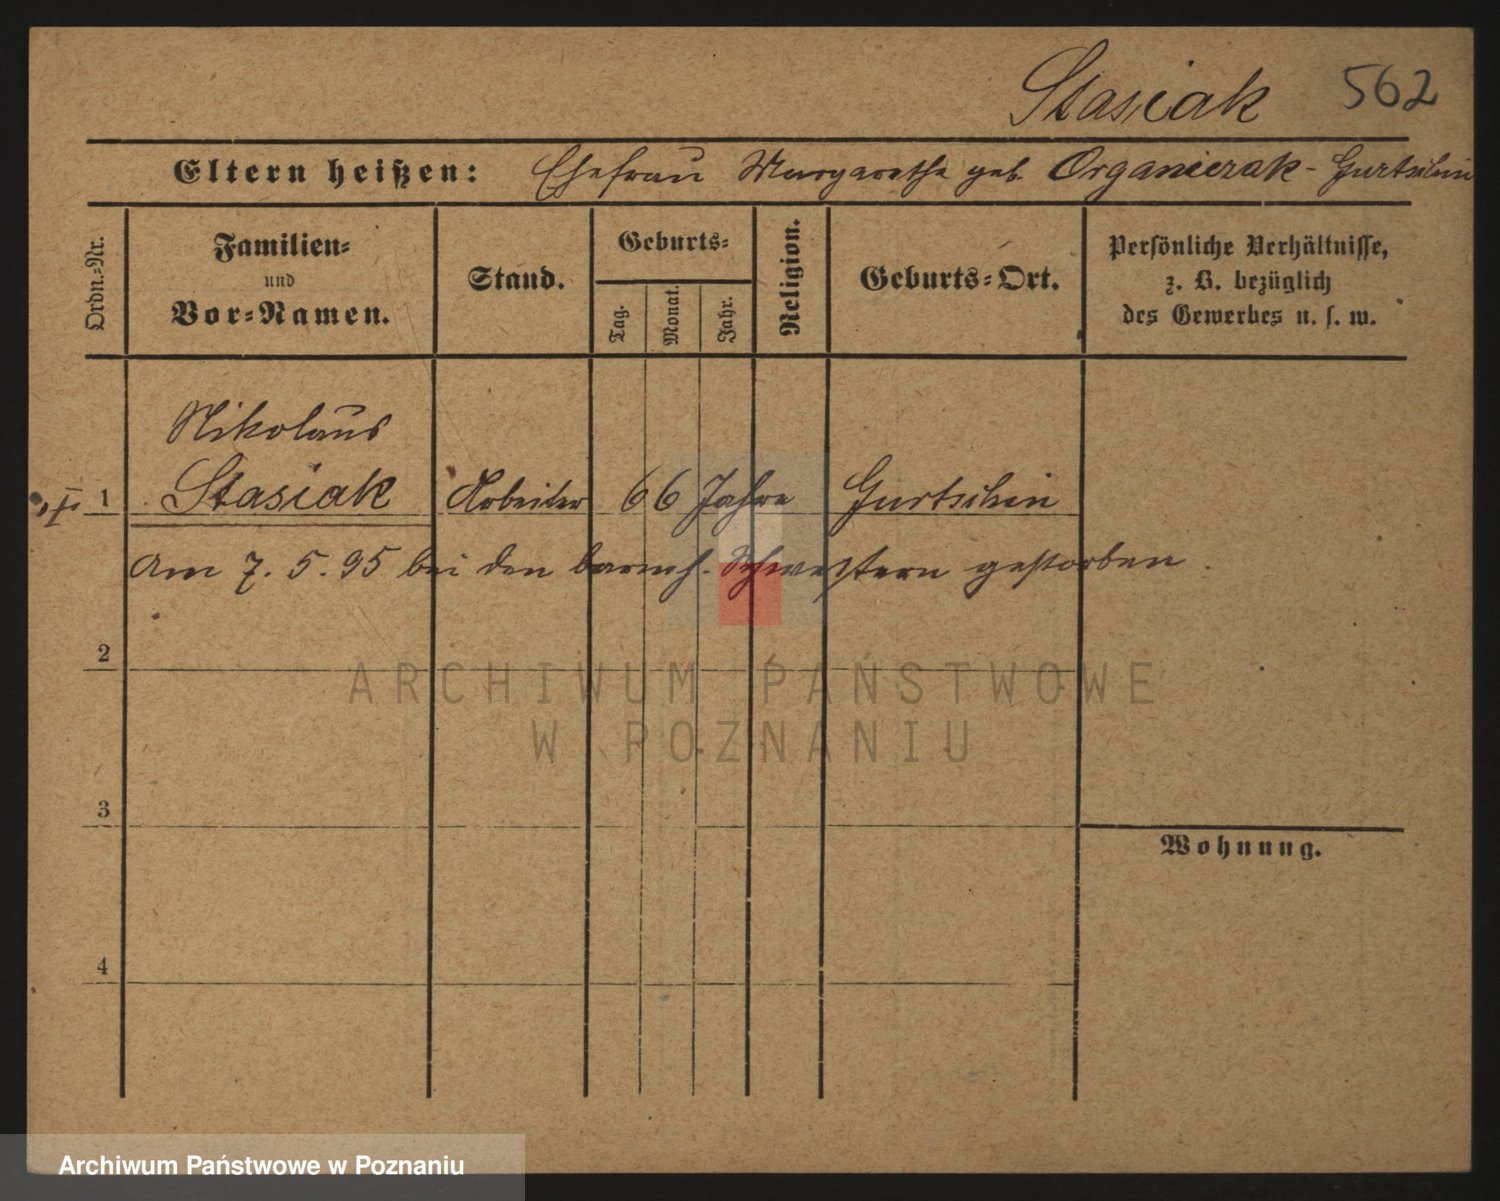 Stasiak 562
Eltern heißen: Ehefrau Margarethe geb. Organiczak - Gurtschin
Ordn.-Nr.
Familien-
und
Vor-Namen.
Stand.
Geburts-
Tag.
Monat.
Jahr.
Religion.
Geburts-Ort.
Persönliche Verhältnisse,
z. B. bezüglich
des Gewerbes u. s. w.
Nikolaus
1 Stasiak Arbeiter 66 Jahre Gurtschin
Am 7. 5. 95 bei den barmh. Schwestern gestorben.
2
ARCHIWUM PAŃSTWOWE
W POZNANIU
3
Wohnung.
4
Archiwum Państwowe w Poznaniu